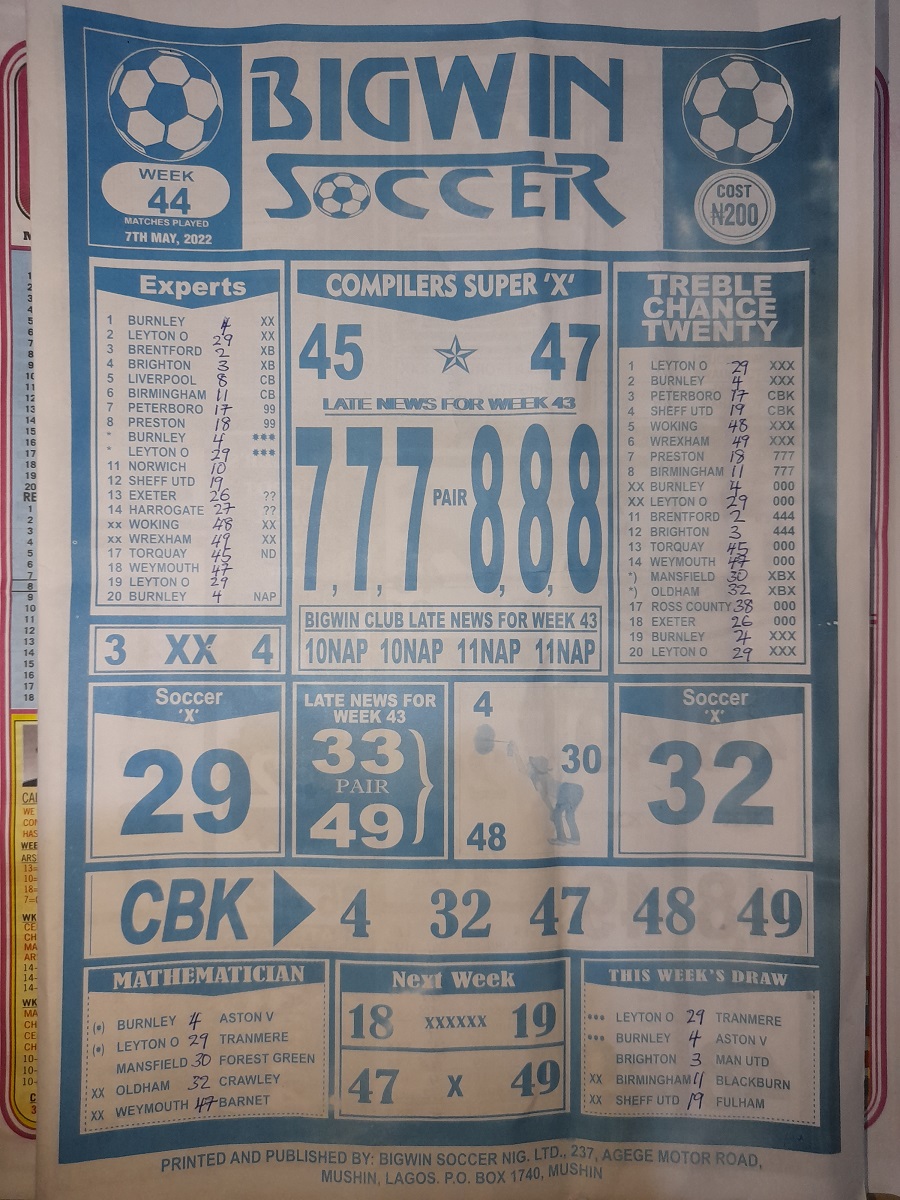 BIGWIN
SOCCER
WEEK
44
MATCHES PLAYED
7TH MAY, 2022
COST
₦200
Experts
1 BURNLEY 4 XX
2 LEYTON O 29 XX
3 BRENTFORD 2 XB
4 BRIGHTON 3 XB
5 LIVERPOOL 8 CB
6 BIRMINGHAM 11 CB
7 PETERBORO 17 99
8 PRESTON 18 99
* BURNLEY 4 ***
* LEYTON O 29 ***
11 NORWICH 10
12 SHEF UTD 19
13 EXETER 26 ??
14 HARROGATE 27 ??
xx WOKING 48 XX
xx WREXHAM 49 XX
17 TORQUAY 45 ND
18 WEYMOUTH 47
19 LEYTON O 29
20 BURNLEY 4 NAP
3 XX 4
COMPILERS SUPER 'X'
45 47
LATE NEWS FOR WEEK 43
7,7,7 PAIR 8,8,8
BIGWIN CLUB LATE NEWS FOR WEEK 43
10NAP 10NAP 11NAP 11NAP
TREBLE
CHANCE
TWENTY
1 LEYTON O 29 XXX
2 BURNLEY 4 XXX
3 PETERBORO 17 CBK
4 SHEFF UTD 19 CBK
5 WOKING 48 XXX
6 WREXHAM 49 XXX
7 PRESTON 18 777
8 BIRMINGHAM 11 777
XX BURNLEY 4 000
XX LEYTON O 29 000
11 BRENTFORD 2 444
12 BRIGHTON 3 444
13 TORQUAY 45 000
14 WEYMOUTH 47 000
*) MANSFIELD 30 XBX
*) OLDHAM 32 XBX
17 ROSS COUNTY 38 000
18 EXETER 26 000
19 BURNLEY 4 XXX
20 LEYTON O 29 XXX
Soccer
'X'
29
LATE NEWS FOR
WEEK 43
33
PAIR
49
4
30
48
Soccer
'X'
32
CBK 4 32 47 48 49
MATHEMATICIAN
(•) BURNLEY 4 ASTON V
(•) LEYTON O 29 TRANMERE
MANSFIELD 30 FOREST GREEN
XX OLDHAM 32 CRAWLEY
XX WEYMOUTH 47 BARNET
Next Week
18 XXXXXX 19
47 X 49
THIS WEEK'S DRAW
••• LEYTON O 29 TRANMERE
••• BURNLEY 4 ASTON V
BRIGHTON 3 MAN UTD
XX BIRMINGHAM 11 BLACKBURN
XX SHEF UTD 19 FULHAM
PRINTED AND PUBLISHED BY: BIGWIN SOCCER NIG. LTD., 237, AGEGE MOTOR ROAD,
MUSHIN, LAGOS. P.O. BOX 1740, MUSHIN